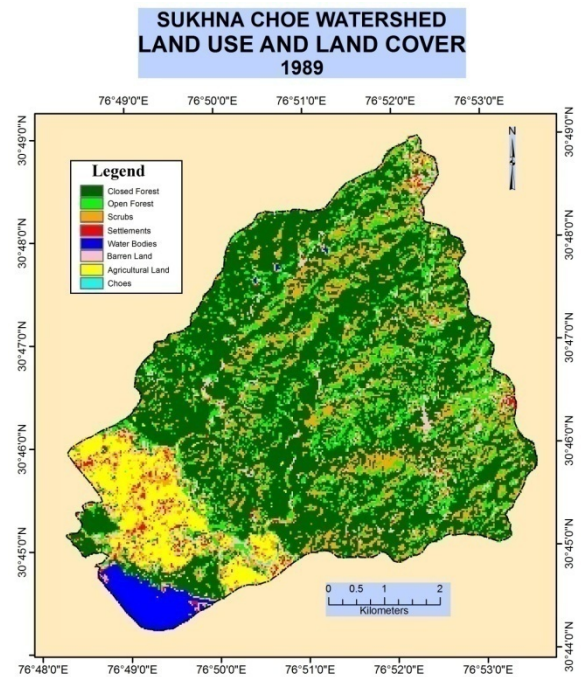 SUKHNA CHOE WATERSHED
LAND USE AND LAND COVER
1989
76°49'0"E 76°50'0"E 76°51'0"E 76°52'0"E 76°53'0"E
30°49'0"N 30°49'0"N
N
Legend
Closed Forest
Open Forest
Scrubs
Settlements
Water Bodies
Barren Land
Agricultural Land
Choes
30°48'0"N 30°48'0"N
30°47'0"N 30°47'0"N
30°46'0"N 30°46'0"N
30°45'0"N 30°45'0"N
0 0.5 1 2
Kilometers
30°44'0"N
76°48'0"E 76°49'0"E 76°50'0"E 76°51'0"E 76°52'0"E 76°53'0"E